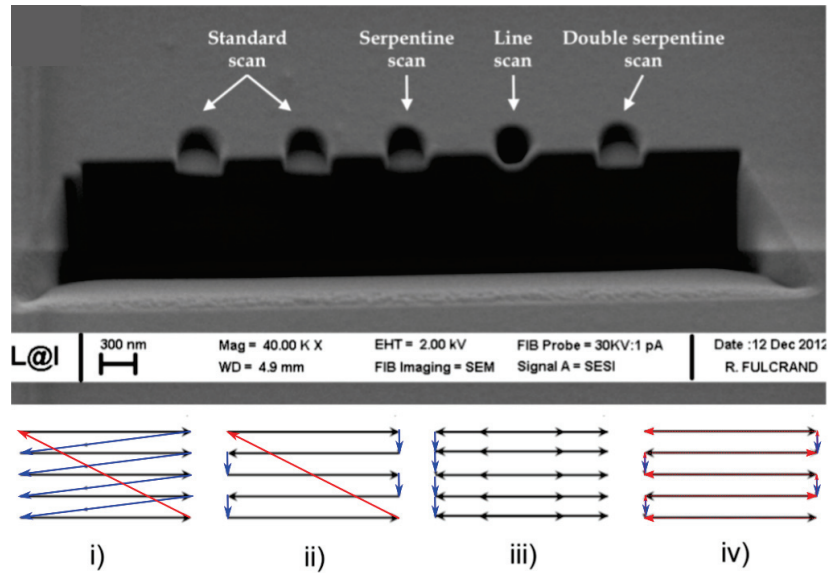 Standard scan
Serpentine scan
Line scan
Double serpentine scan
L@I
300 nm
Mag = 40.00 K X
EHT = 2.00 kV
FIB Probe = 30KV:1 pA
Date :12 Dec 2012
WD = 4.9 mm
FIB Imaging = SEM
Signal A = SESI
R. FULCRAND
i)
ii)
iii)
iv)